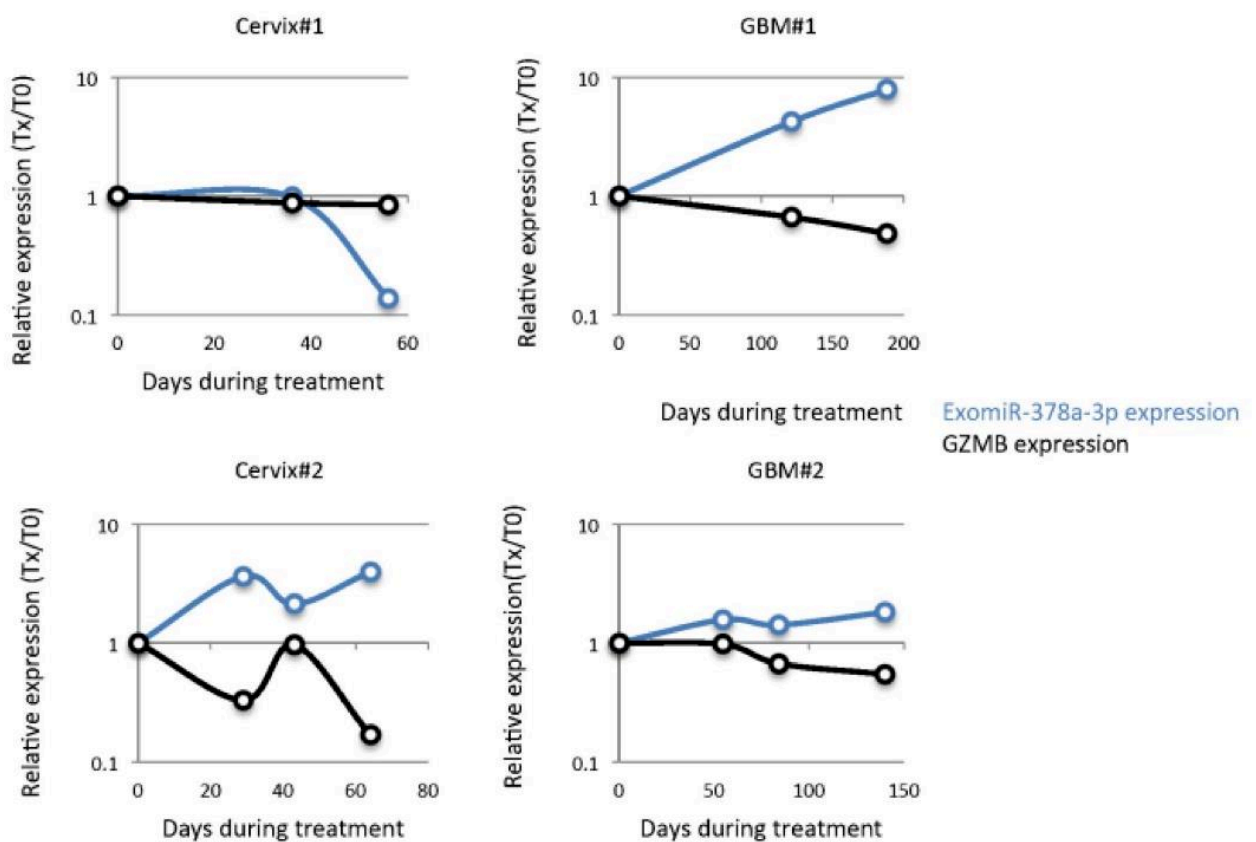 Cervix#1
Relative expression (Tx/T0)
10
1
0.1
0 20 40 60
Days during treatment
GBM#1
Relative expression (Tx/T0)
10
1
0.1
0 50 100 150 200
Days during treatment
ExomiR-378a-3p expression
GZMB expression
Cervix#2
Relative expression (Tx/T0)
10
1
0.1
0 20 40 60 80
Days during treatment
GBM#2
Relative expression(Tx/T0)
10
1
0.1
0 50 100 150
Days during treatment